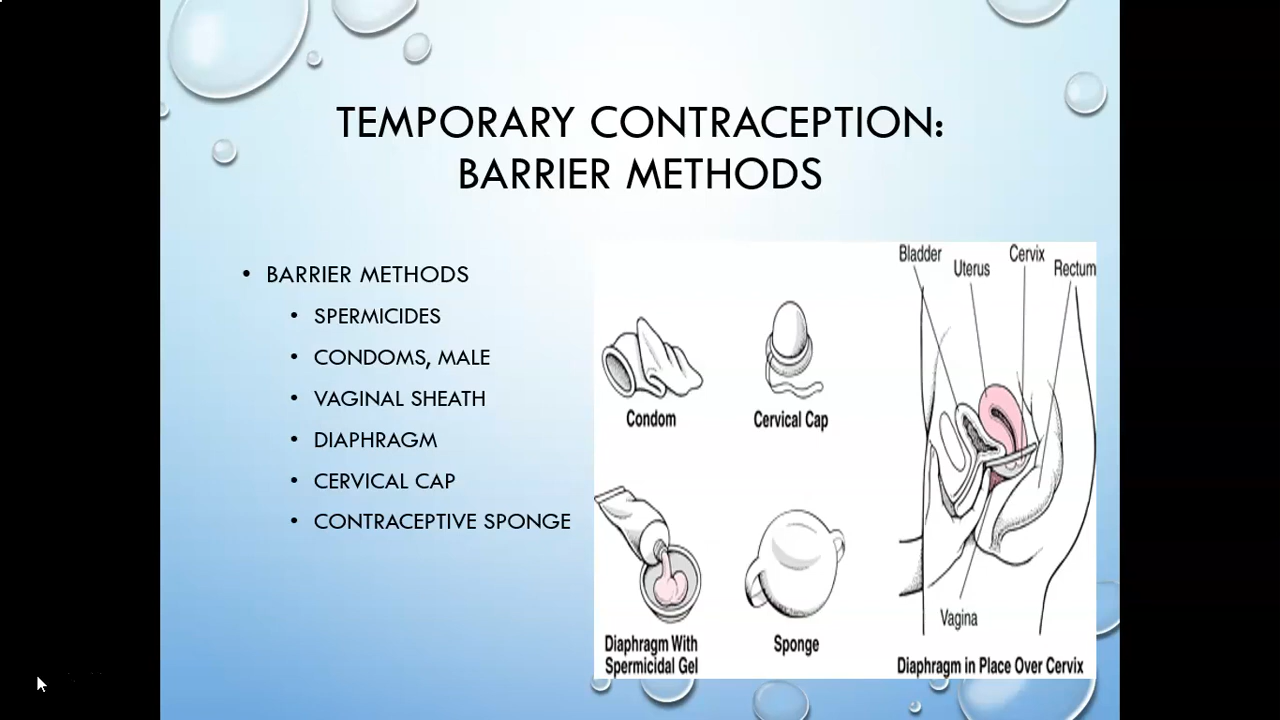 TEMPORARY CONTRACEPTION:
BARRIER METHODS
• BARRIER METHODS
• SPERMICIDES
• CONDOMS, MALE
• VAGINAL SHEATH
• DIAPHRAGM
• CERVICAL CAP
• CONTRACEPTIVE SPONGE
Condom
Cervical Cap
Diaphragm With
Spermicidal Gel
Sponge
Bladder
Uterus
Cervix
Rectum
Vagina
Diaphragm in Place Over Cervix